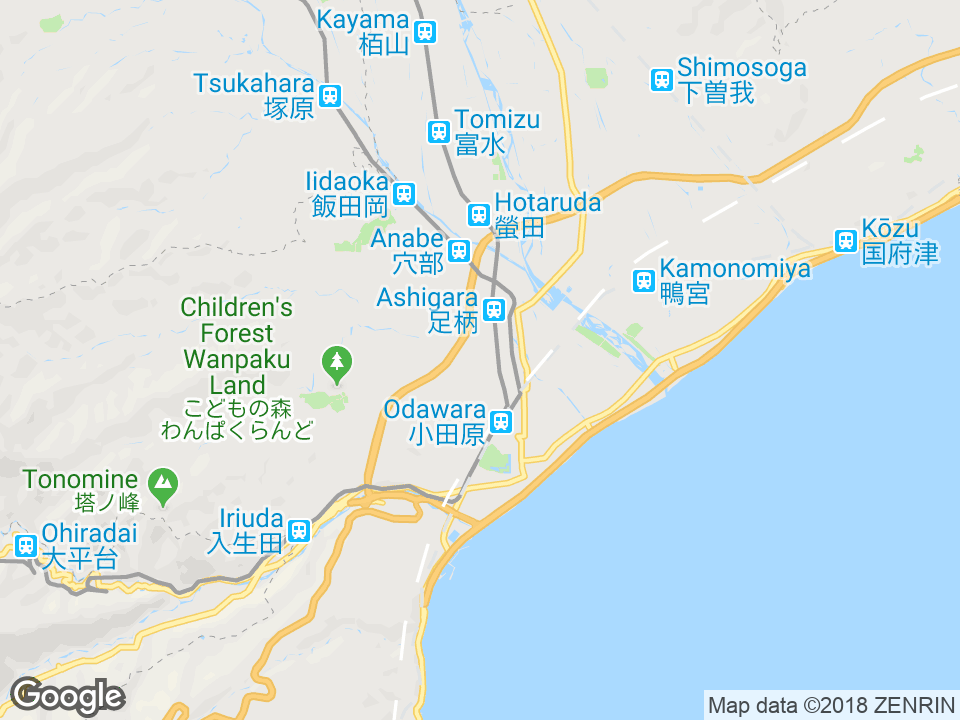 Kayama
栢山
Shimosoga
下曽我
Tsukahara
塚原
Tomizu
富水
Iidaoka
飯田岡
Hotaruda
螢田
Kōzu
国府津
Anabe
穴部
Kamonomiya
鴨宮
Ashigara
足柄
Children's
Forest
Wanpaku
Land
こどもの森
わんぱくらんど
Odawara
小田原
Tonomine
塔ノ峰
Iriuda
入生田
Ohiradai
大平台
Google
Map data ©2018 ZENRIN